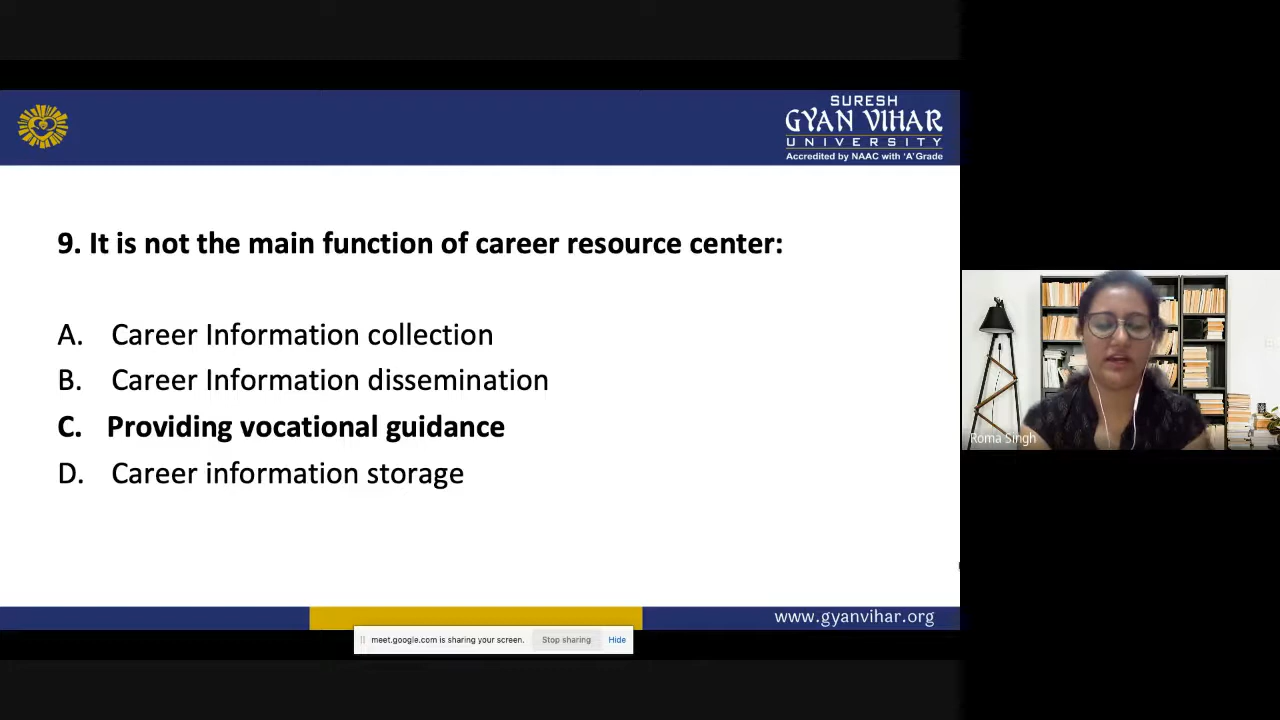 SURESH
GYAN VIHAR
UNIVERSITY
Accredited by NAAC with 'A' Grade
9. It is not the main function of career resource center:
A. Career Information collection
B. Career Information dissemination
C. Providing vocational guidance
D. Career information storage
Roma Singh
www.gyanvihar.org
meet.google.com is sharing your screen. Stop sharing Hide